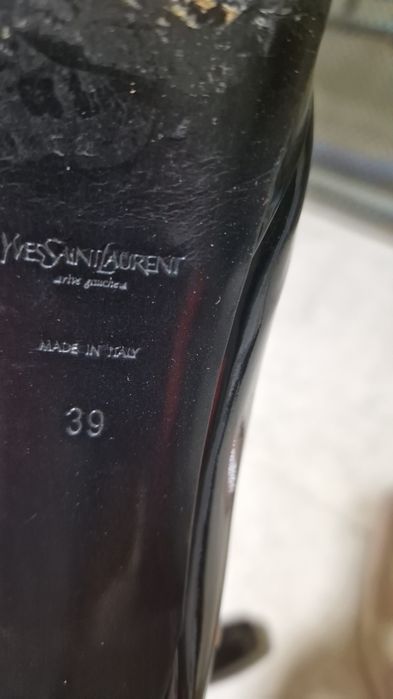 YVESSAINTLAURENT
rive gauche
MADE IN ITALY
39